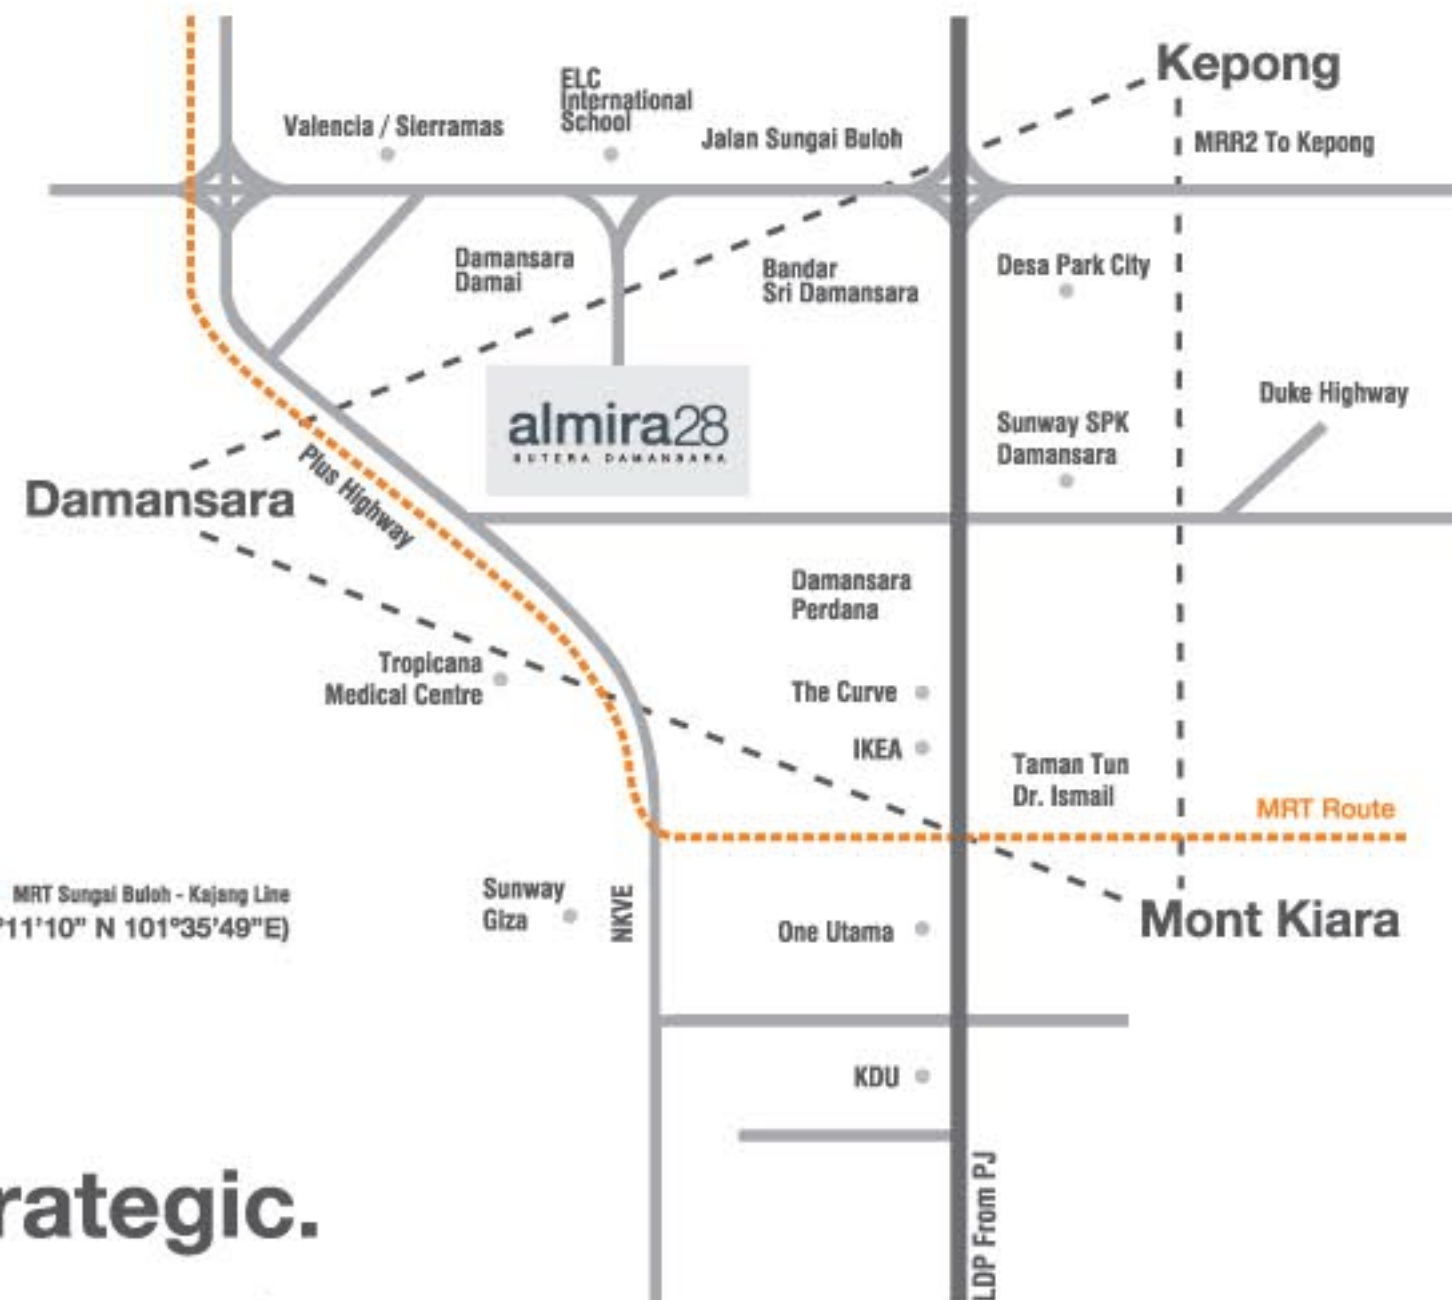 Kepong
ELC
International
School
Valencia / Sierramas
Jalan Sungai Buloh
MRR2 To Kepong
Damansara
Damai
Bandar
Sri Damansara
Desa Park City
Duke Highway
almira28
SUTERA DAMANSARA
Sunway SPK
Damansara
Plus Highway
Damansara
Damansara
Perdana
Tropicana
Medical Centre
The Curve
IKEA
Taman Tun
Dr. Ismail
MRT Route
MRT Sungai Buloh - Kajang Line
°11'10" N 101°35'49"E)
Sunway
Giza
NKVE
One Utama
Mont Kiara
KDU
LDP From PJ
rategic.